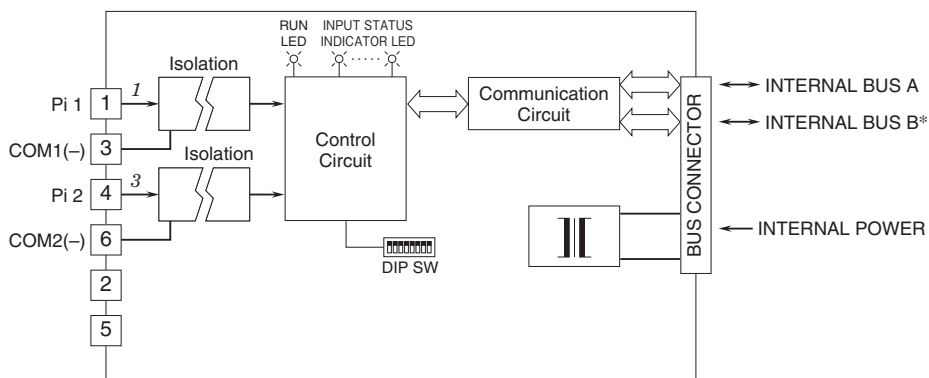 RUN
LED
INPUT STATUS
INDICATOR LED
Isolation
Pi 1
1
1
COM1(–)
3
Isolation
Pi 2
4
3
COM2(–)
6
2
5
Control
Circuit
DIP SW
Communication
Circuit
BUS CONNECTOR
INTERNAL BUS A
INTERNAL BUS B*
INTERNAL POWER